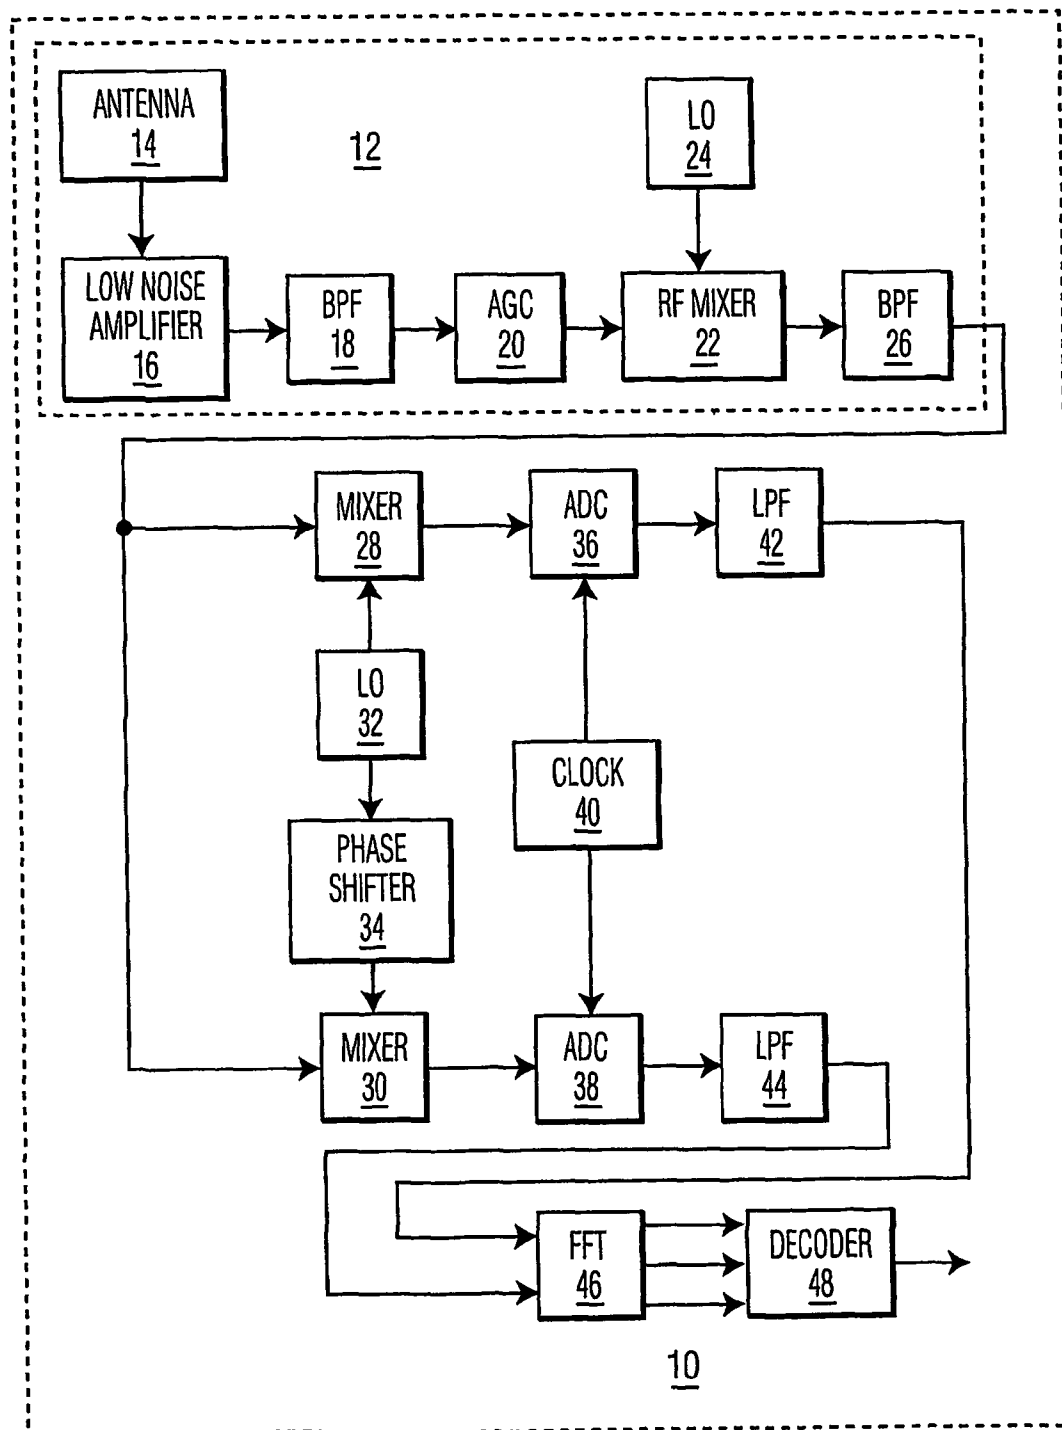 ANTENNA
14
12
LO
24
LOW NOISE
AMPLIFIER
16
BPF
18
AGC
20
RF MIXER
22
BPF
26
MIXER
28
ADC
36
LPF
42
LO
32
CLOCK
40
PHASE
SHIFTER
34
MIXER
30
ADC
38
LPF
44
FFT
46
DECODER
48
10